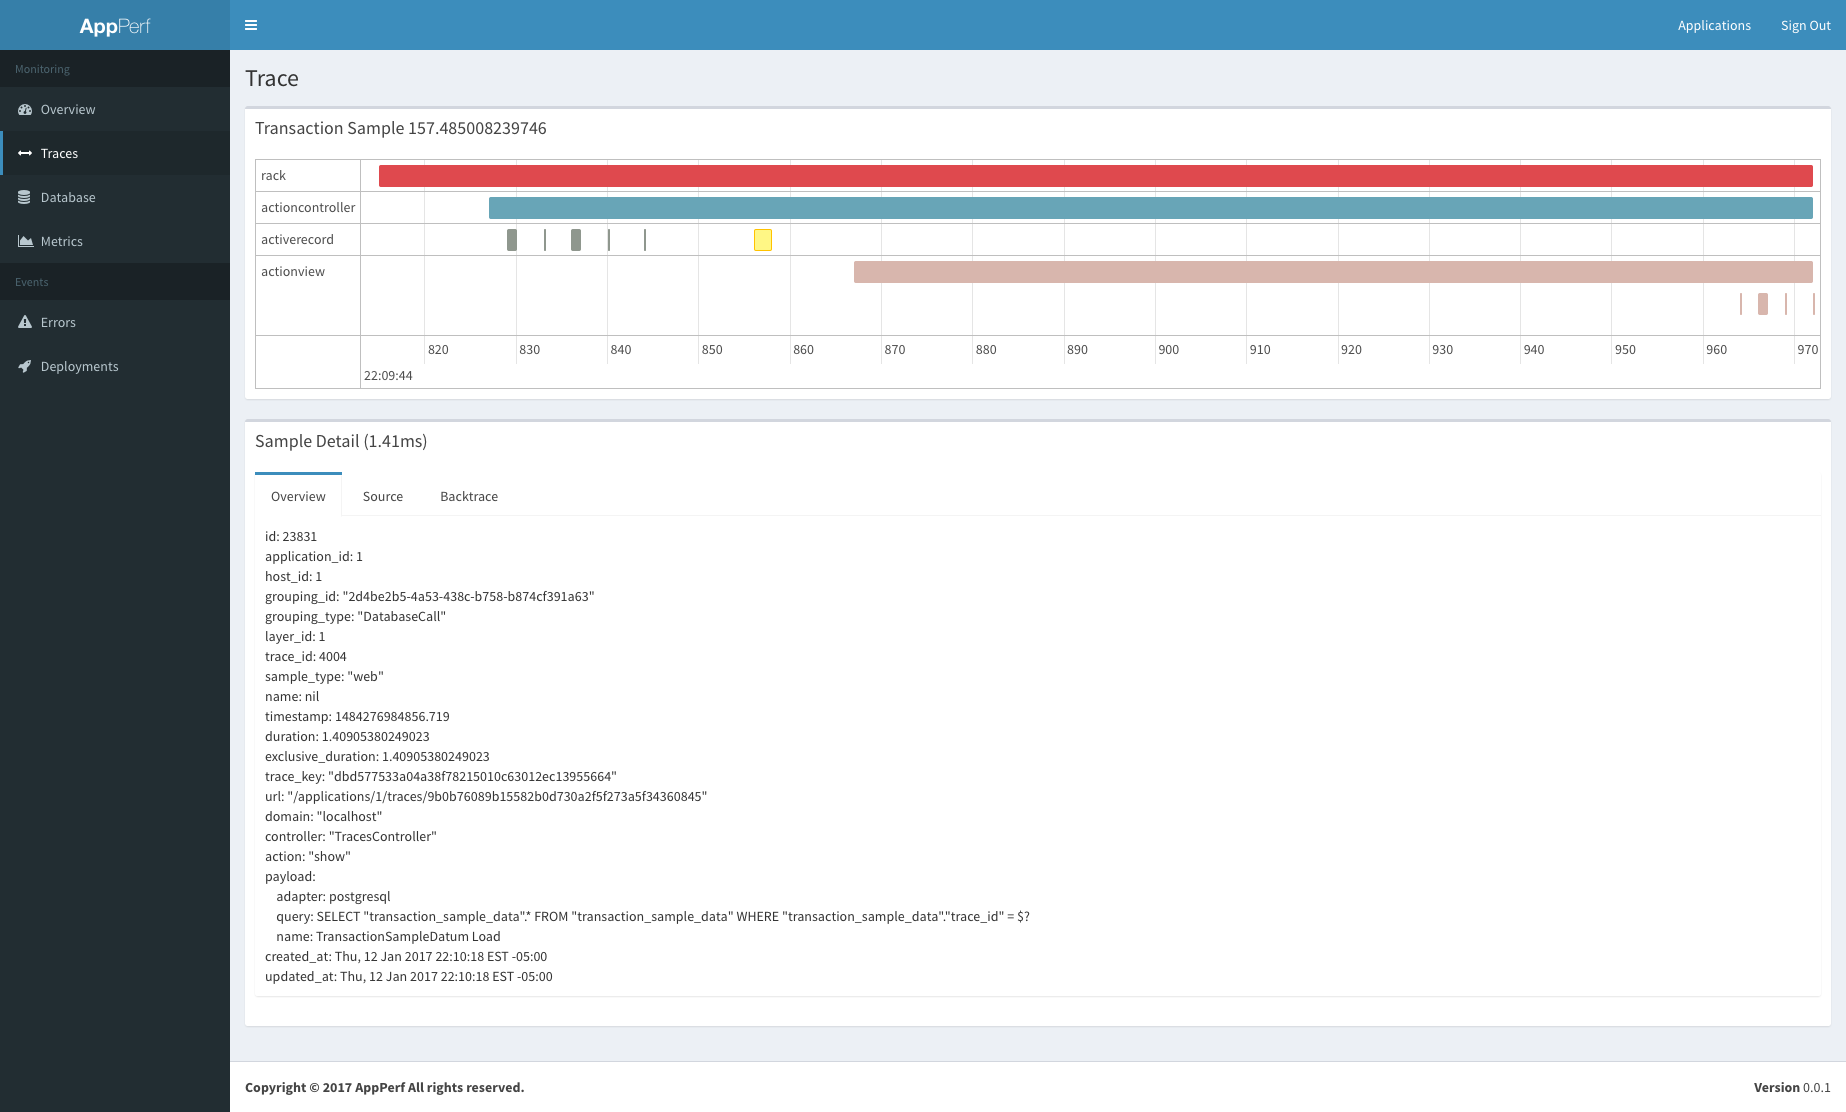 AppPerf
Applications
Sign Out
Monitoring
Overview
Traces
Database
Metrics
Events
Errors
Deployments
Trace
Transaction Sample 157.485008239746
rack
actioncontroller
activerecord
actionview
820 830 840 850 860 870 880 890 900 910 920 930 940 950 960 970
22:09:44
Sample Detail (1.41ms)
Overview Source Backtrace
id: 23831
application_id: 1
host_id: 1
grouping_id: "2d4be2b5-4a53-438c-b758-b874cf391a63"
grouping_type: "DatabaseCall"
layer_id: 1
trace_id: 4004
sample_type: "web"
name: nil
timestamp: 1484276984856.719
duration: 1.40905380249023
exclusive_duration: 1.40905380249023
trace_key: "dbd577533a04a38f78215010c63012ec13955664"
url: "/applications/1/traces/9b0b76089b15582b0d730a2f5f273a5f34360845"
domain: "localhost"
controller: "TracesController"
action: "show"
payload:
adapter: postgresql
query: SELECT "transaction_sample_data".* FROM "transaction_sample_data" WHERE "transaction_sample_data"."trace_id" = $?
name: TransactionSampleDatum Load
created_at: Thu, 12 Jan 2017 22:10:18 EST -05:00
updated_at: Thu, 12 Jan 2017 22:10:18 EST -05:00
Copyright © 2017 AppPerf All rights reserved.
Version 0.0.1